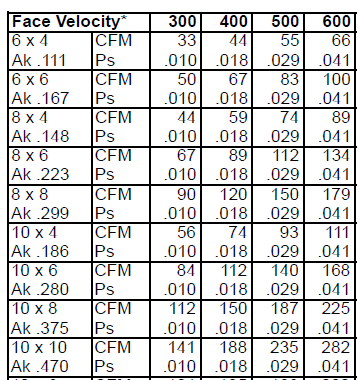 Face Velocity* 300 400 500 600
6 x 4 CFM 33 44 55 66
Ak .111 Ps .010 .018 .029 .041
6 x 6 CFM 50 67 83 100
Ak .167 Ps .010 .018 .029 .041
8 x 4 CFM 44 59 74 89
Ak .148 Ps .010 .018 .029 .041
8 x 6 CFM 67 89 112 134
Ak .223 Ps .010 .018 .029 .041
8 x 8 CFM 90 120 150 179
Ak .299 Ps .010 .018 .029 .041
10 x 4 CFM 56 74 93 111
Ak .186 Ps .010 .018 .029 .041
10 x 6 CFM 84 112 140 168
Ak .280 Ps .010 .018 .029 .041
10 x 8 CFM 112 150 187 225
Ak .375 Ps .010 .018 .029 .041
10 x 10 CFM 141 188 235 282
Ak .470 Ps .010 .018 .029 .041